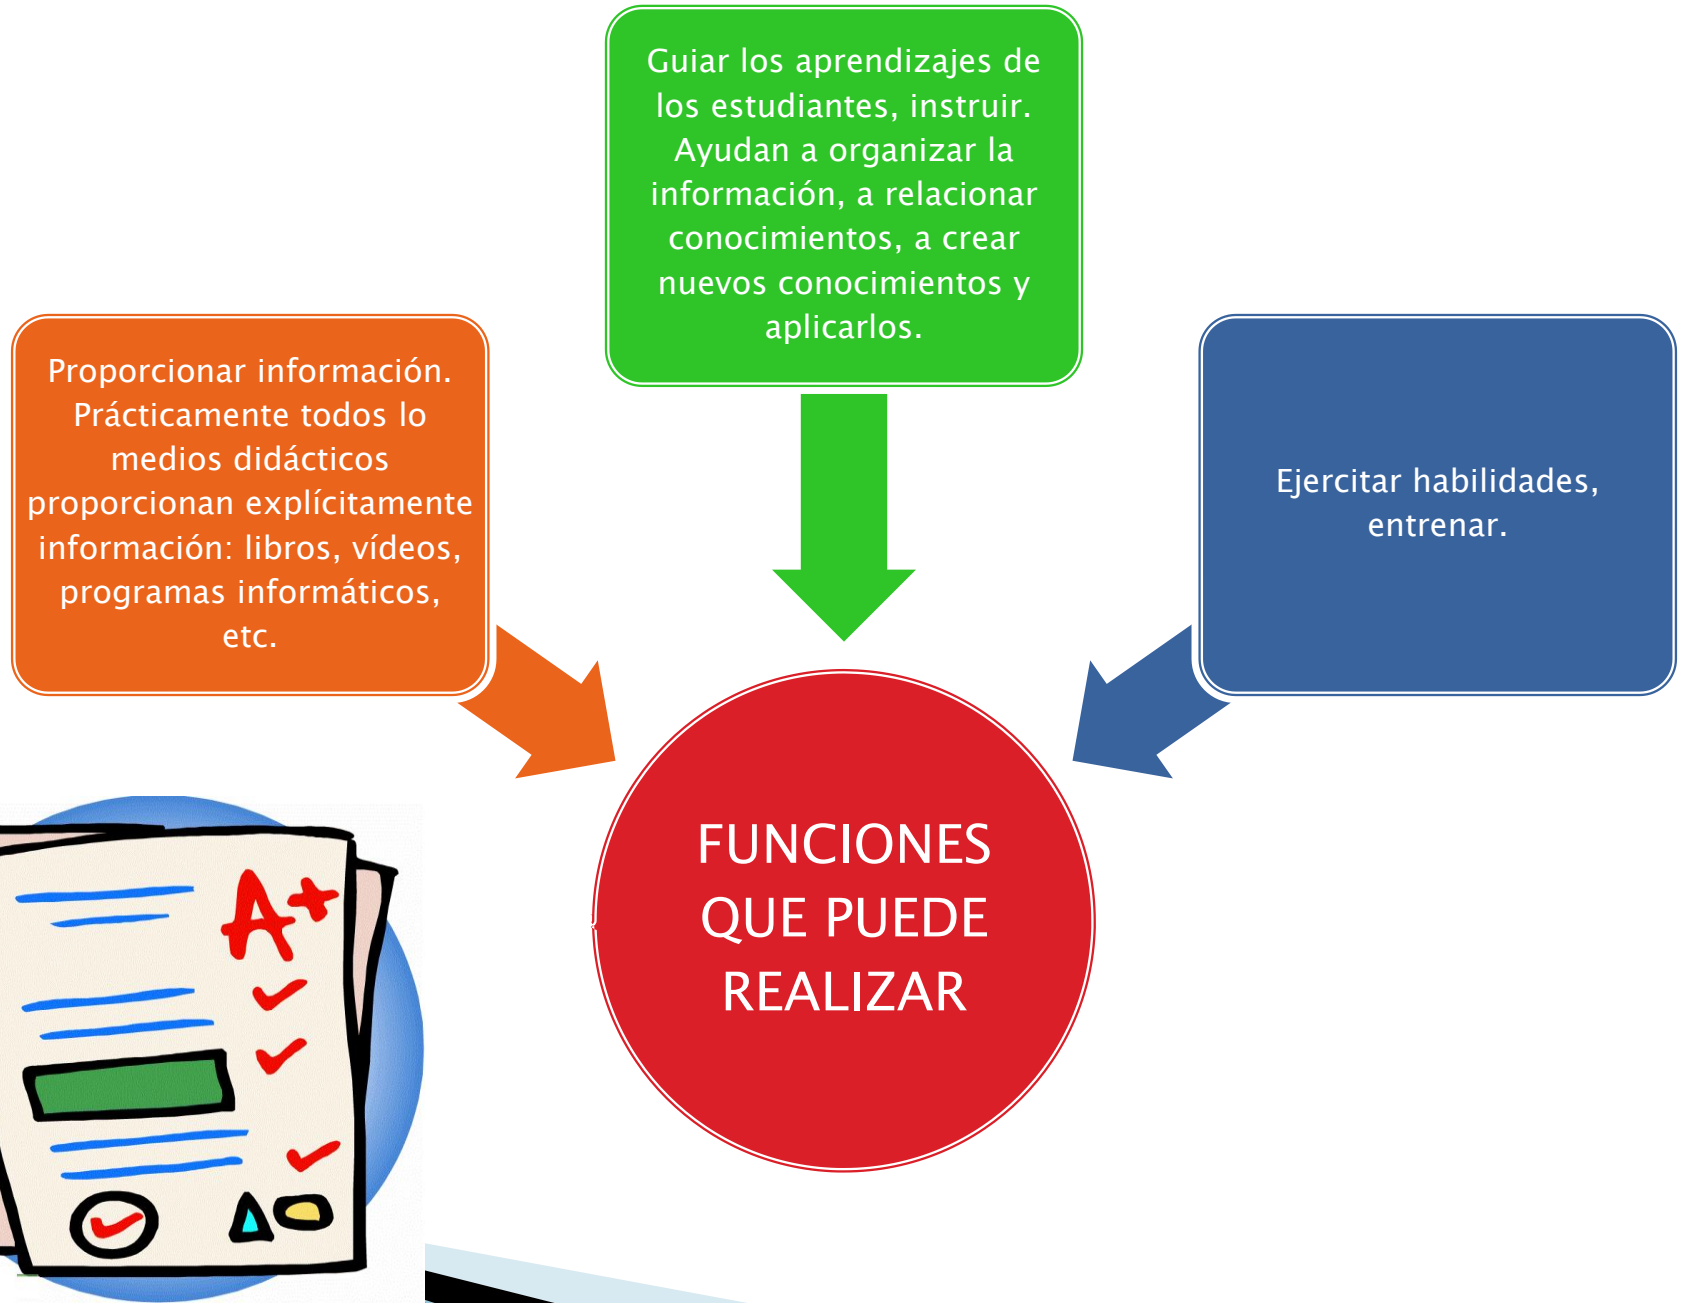 Guiar los aprendizajes de
los estudiantes, instruir.
Ayudan a organizar la
información, a relacionar
conocimientos, a crear
nuevos conocimientos y
aplicarlos.
Proporcionar información.
Prácticamente todos lo
medios didácticos
proporcionan explícitamente
información: libros, vídeos,
programas informáticos,
etc.
Ejercitar habilidades,
entrenar.
FUNCIONES
QUE PUEDE
REALIZAR
A+